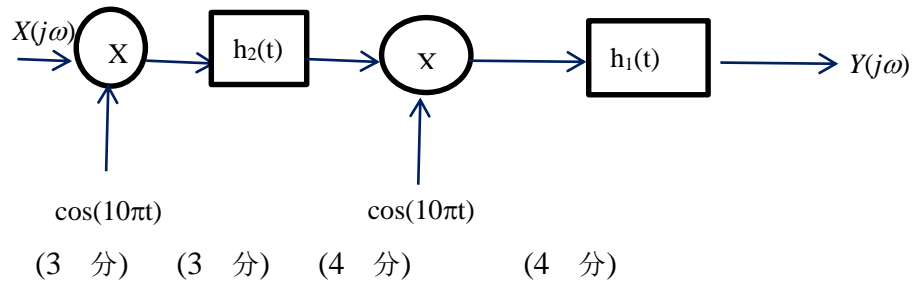 X(jω)
X
h₂(t)
x
h₁(t)
Y(jω)
cos(10πt)
cos(10πt)
(3 分) (3 分) (4 分) (4 分)